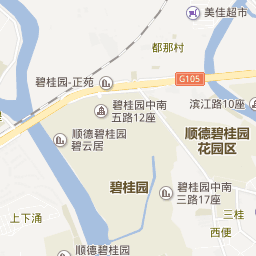 美佳超市
都那村
G105
碧桂园-正苑
碧桂园中南
五路12座
滨江路10座
顺德碧桂园
碧云居
顺德碧桂园
花园区
碧桂园
碧桂园中南
三路17座
上下涌
三桂
西便
顺德碧桂园